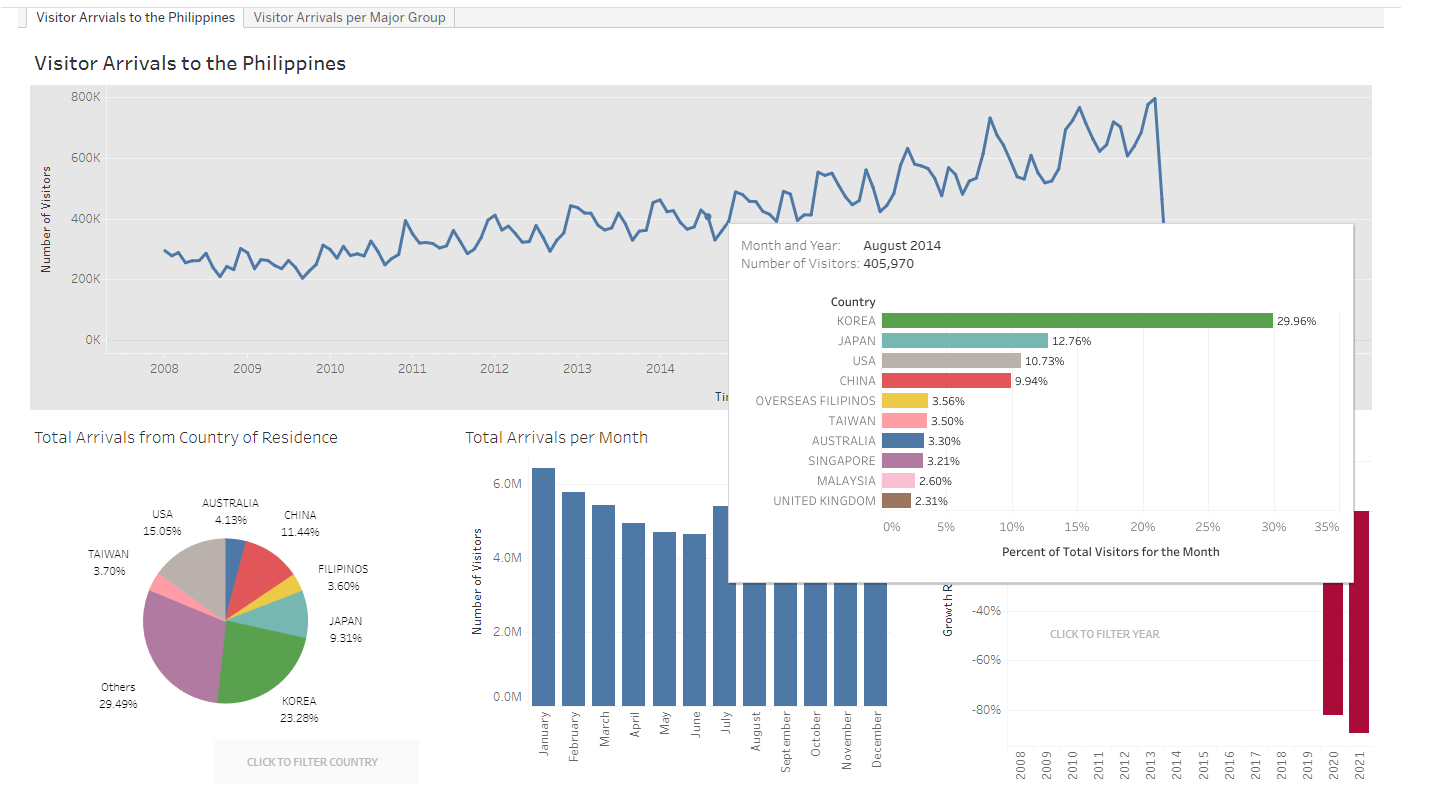 Visitor Arrvials to the Philippines
Visitor Arrivals per Major Group
Visitor Arrivals to the Philippines
Number of Visitors
800K
600K
400K
200K
0K
2008
2009
2010
2011
2012
2013
2014
Month and Year: August 2014
Number of Visitors: 405,970
Country
KOREA 29.96%
JAPAN 12.76%
USA 10.73%
CHINA 9.94%
OVERSEAS FILIPINOS 3.56%
TAIWAN 3.50%
AUSTRALIA 3.30%
SINGAPORE 3.21%
MALAYSIA 2.60%
UNITED KINGDOM 2.31%
0% 5% 10% 15% 20% 25% 30% 35%
Percent of Total Visitors for the Month
Total Arrivals from Country of Residence
AUSTRALIA
4.13%
CHINA
11.44%
FILIPINOS
3.60%
JAPAN
9.31%
KOREA
23.28%
Others
29.49%
TAIWAN
3.70%
USA
15.05%
CLICK TO FILTER COUNTRY
Total Arrivals per Month
Number of Visitors
6.0M
4.0M
2.0M
0.0M
January
February
March
April
May
June
July
August
September
October
November
December
Growth R
-40%
-60%
-80%
CLICK TO FILTER YEAR
2008
2009
2010
2011
2012
2013
2014
2015
2016
2017
2018
2019
2020
2021